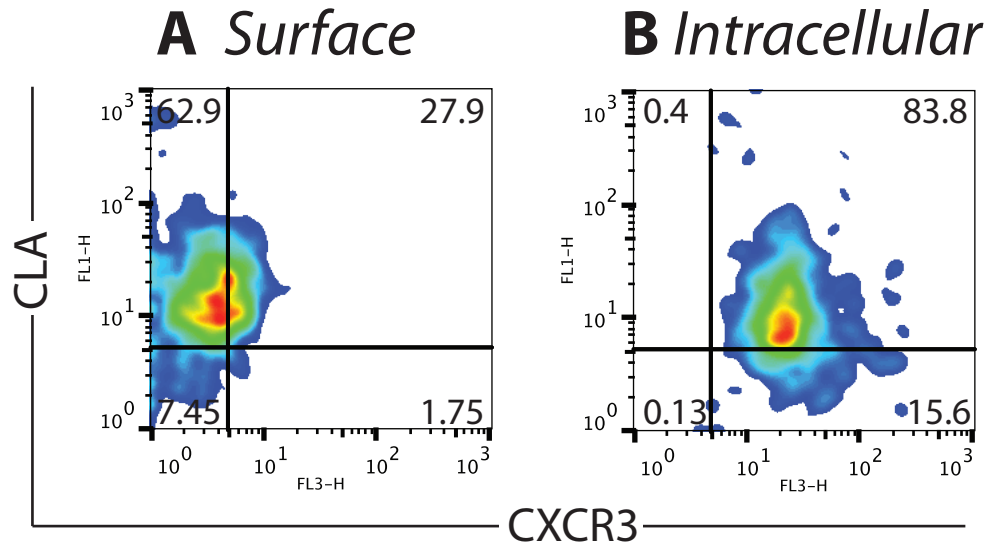 A Surface
B Intracellular
62.9
27.9
7.45
1.75
10³
10²
10¹
10⁰
FL1-H
10⁰ 10¹ 10² 10³
FL3-H
0.4
83.8
0.13
15.6
10³
10²
10¹
10⁰
FL1-H
10⁰ 10¹ 10² 10³
FL3-H
CLA
CXCR3